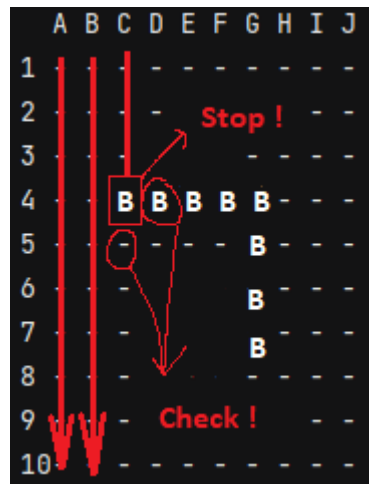 A B C D E F G H I J
1 - - - - - - - - - -
2 - - - - Stop ! - -
3 - - - - - - -
4 - - B B B B B - - -
5 - - - - - - B - - -
6 - - - B - - -
7 - - - B - - -
8 - - - - - - -
9 - - - Check ! - -
10 - - - - - - - - - -